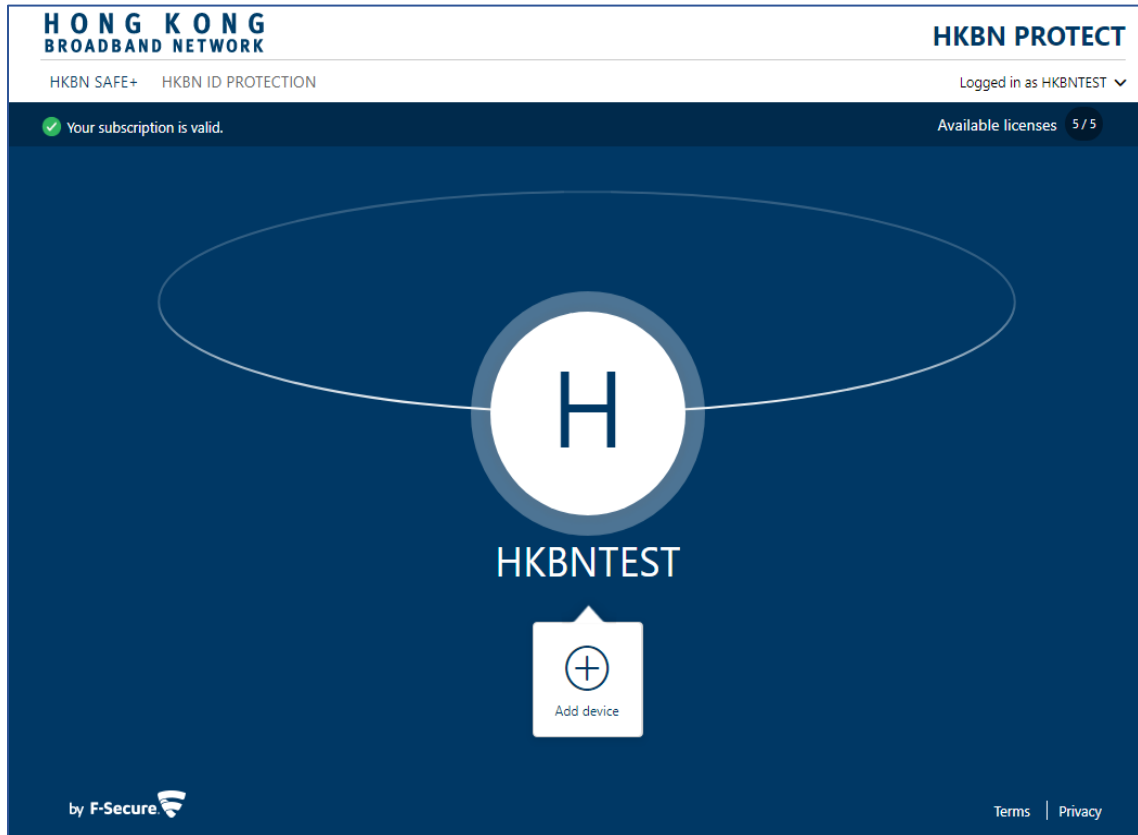 HONG KONG
BROADBAND NETWORK
HKBN PROTECT
HKBN SAFE+ HKBN ID PROTECTION
Logged in as HKBNTEST
Your subscription is valid.
Available licenses 5/5
H
HKBNTEST
Add device
by F-Secure.
Terms | Privacy